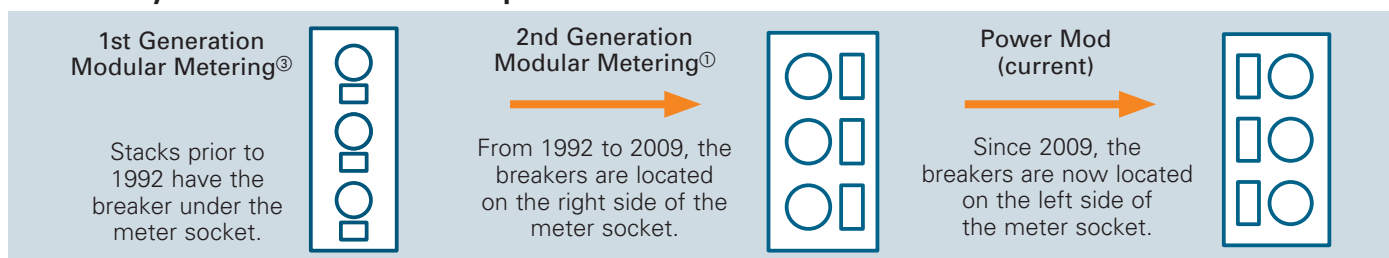 1st Generation
Modular Metering③
Stacks prior to
1992 have the
breaker under the
meter socket.
2nd Generation
Modular Metering①
From 1992 to 2009, the
breakers are located
on the right side of the
meter socket.
Power Mod
(current)
Since 2009, the
breakers are now located
on the left side of
the meter socket.